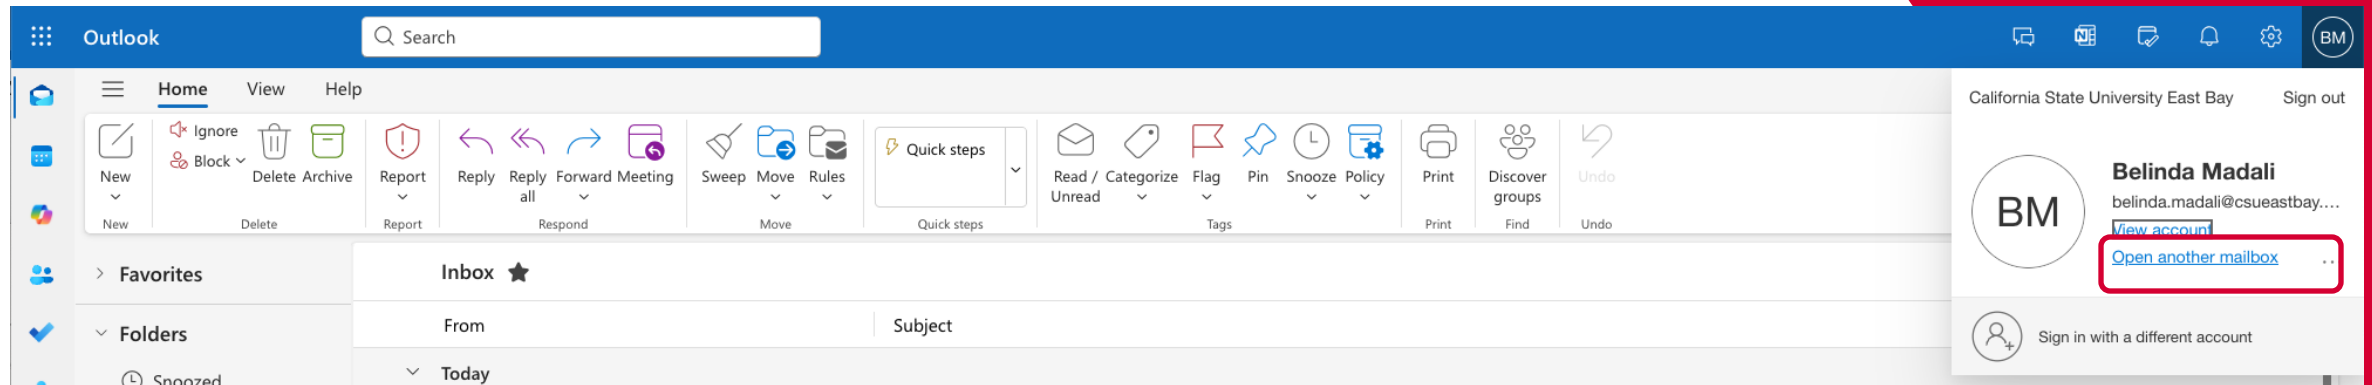 Outlook
Search
BM
Home View Help
California State University East Bay Sign out
New
Ignore
Block
Delete Archive
Report
Reply Reply all Forward Meeting
Sweep Move Rules
Quick steps
Read / Unread Categorize Flag Pin Snooze Policy
Print
Discover groups
Undo
New Delete Report Respond Move Quick steps Tags Print Find Undo
BM
Belinda Madali
belinda.madali@csueastbay....
View account
Open another mailbox ..
Sign in with a different account
Favorites
Inbox
Folders
From Subject
Snoozed
Today